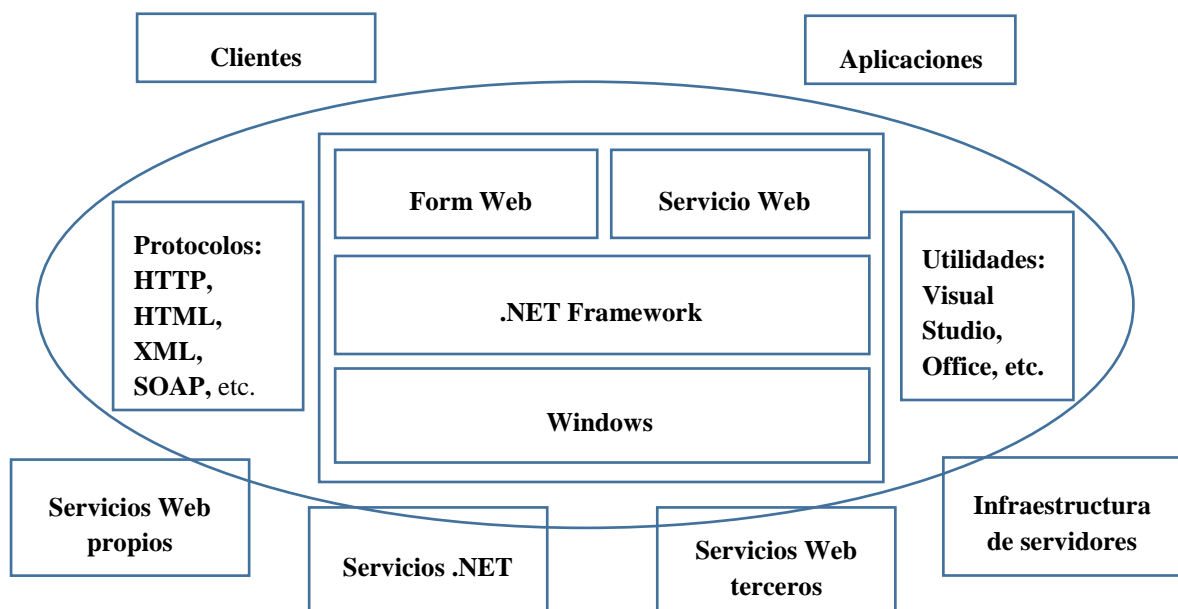 Clientes
Aplicaciones
Form Web
Servicio Web
Protocolos:
HTTP,
HTML,
XML,
SOAP, etc.
.NET Framework
Utilidades:
Visual
Studio,
Office, etc.
Windows
Servicios Web
propios
Servicios .NET
Servicios Web
terceros
Infraestructura
de servidores